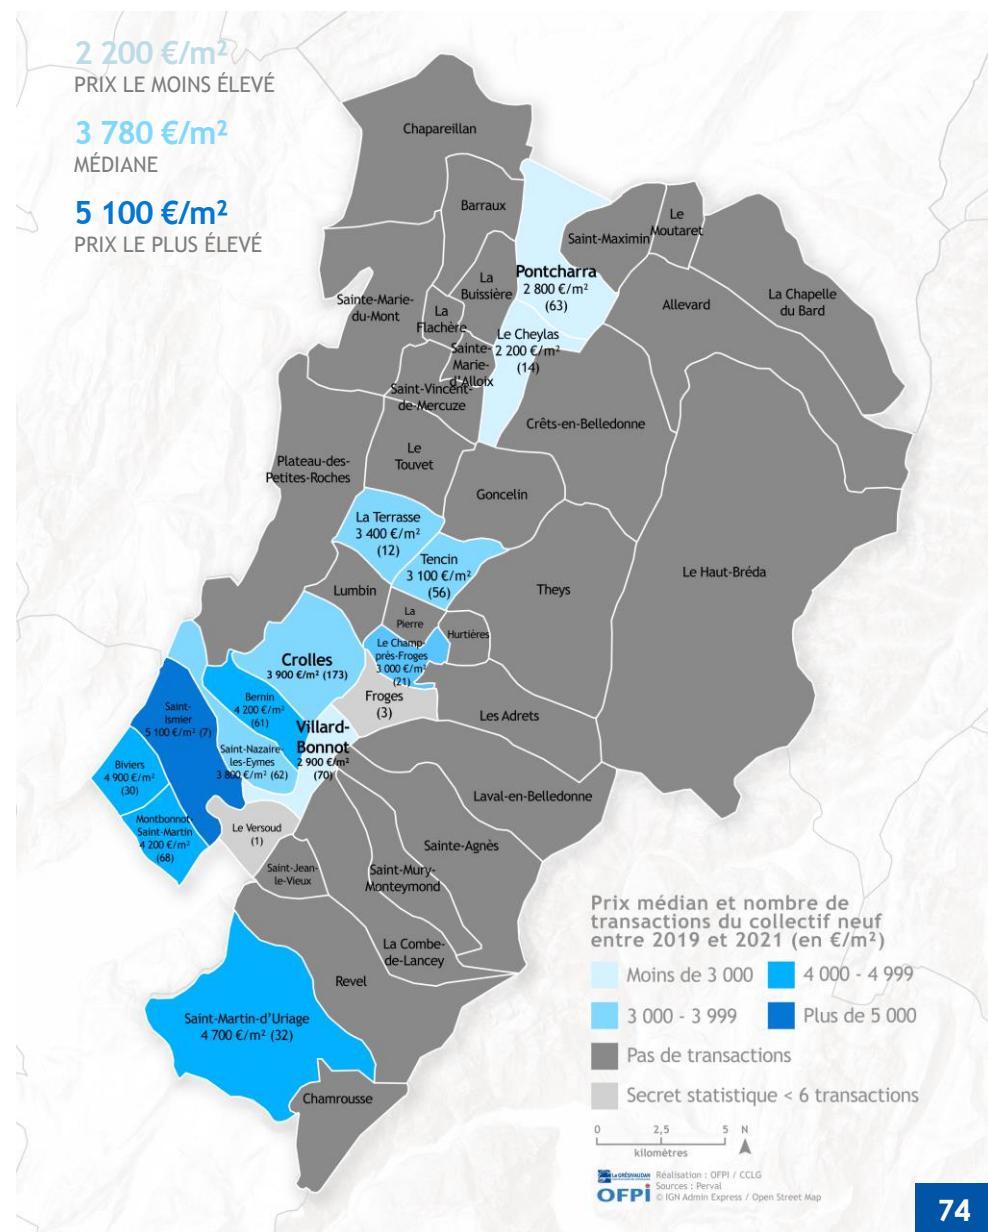 2 200 €/m²
PRIX LE MOINS ÉLEVÉ
3 780 €/m²
MÉDIANE
5 100 €/m²
PRIX LE PLUS ÉLEVÉ
Chapareillan
Barraux
Le
Moutaret
Saint-Maximin
Pontcharra
2 800 €/m²
(63)
La
Buissière
La Chapelle
du Bard
Allevard
Sainte-Marie-
du-Mont
La
Flachère
Le Cheylas
2 200 €/m²
(14)
Sainte-
Marie-
d'Alloix
Saint-Vincent-
de-Mercuze
Crêts-en-Belledonne
Le
Touvet
Plateau-des-
Petites-Roches
Goncelin
La Terrasse
3 400 €/m²
(12)
Tencin
3 100 €/m²
(56)
Le Haut-Bréda
Theys
Lumbin
La
Pierre
Hurtières
Le Champ-
près-Froges
3 000 €/m²
(21)
Crolles
3 900 €/m² (173)
Froges
(3)
Bernin
4 200 €/m²
(61)
Les Adrets
Saint-
Ismier
5 100 €/m² (7)
Villard-
Bonnot
2 900 €/m²
(70)
Saint-Nazaire-
les-Eymes
3 800 €/m² (62)
Biviers
4 900 €/m²
(30)
Laval-en-Belledonne
Montbonnot-
Saint-Martin
4 200 €/m²
(68)
Le Versoud
(1)
Sainte-Agnès
Saint-Jean-
le-Vieux
Saint-Mury-
Monteymond
La Combe-
de-Lancey
Revel
Saint-Martin-d'Uriage
4 700 €/m² (32)
Chamrousse
Prix médian et nombre de
transactions du collectif neuf
entre 2019 et 2021 (en €/m²)
Moins de 3 000
4 000 - 4 999
3 000 - 3 999
Plus de 5 000
Pas de transactions
Secret statistique < 6 transactions
0 2,5 5 N
kilomètres
LE GRÉSIVAUDAN
OFPI
Réalisation : OFPI / CCLG
Sources : Perval
© IGN Admin Express / Open Street Map
74